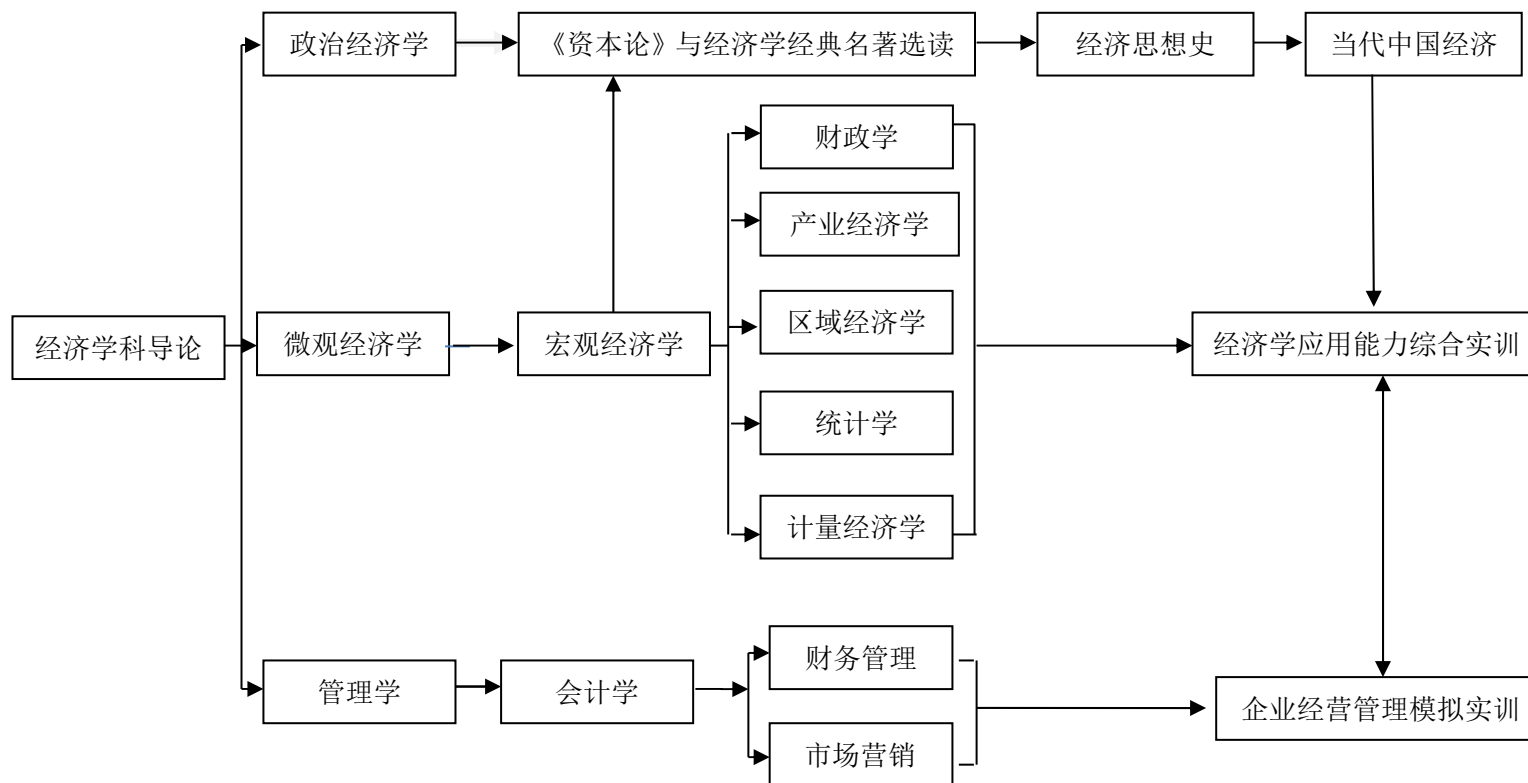 政治经济学
《资本论》与经济学经典名著选读
经济思想史
当代中国经济
财政学
产业经济学
经济学科导论
微观经济学
宏观经济学
区域经济学
经济学应用能力综合实训
统计学
计量经济学
管理学
会计学
财务管理
企业经营管理模拟实训
市场营销